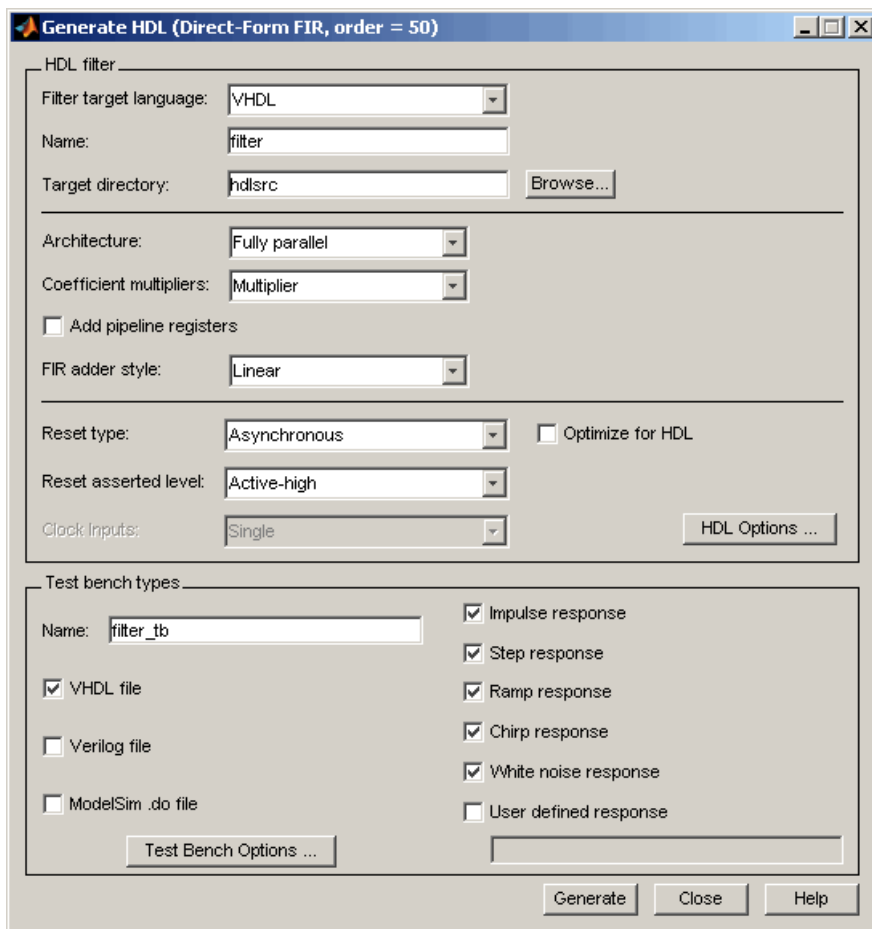 Generate HDL (Direct-Form FIR, order = 50)
HDL filter
Filter target language: VHDL
Name: filter
Target directory: hdlsrc Browse...
Architecture: Fully parallel
Coefficient multipliers: Multiplier
Add pipeline registers
FIR adder style: Linear
Reset type: Asynchronous Optimize for HDL
Reset asserted level: Active-high
Clock Inputs: Single HDL Options ...
Test bench types
Name: filter_tb
VHDL file
Verilog file
ModelSim .do file
Test Bench Options ...
Impulse response
Step response
Ramp response
Chirp response
White noise response
User defined response
Generate Close Help